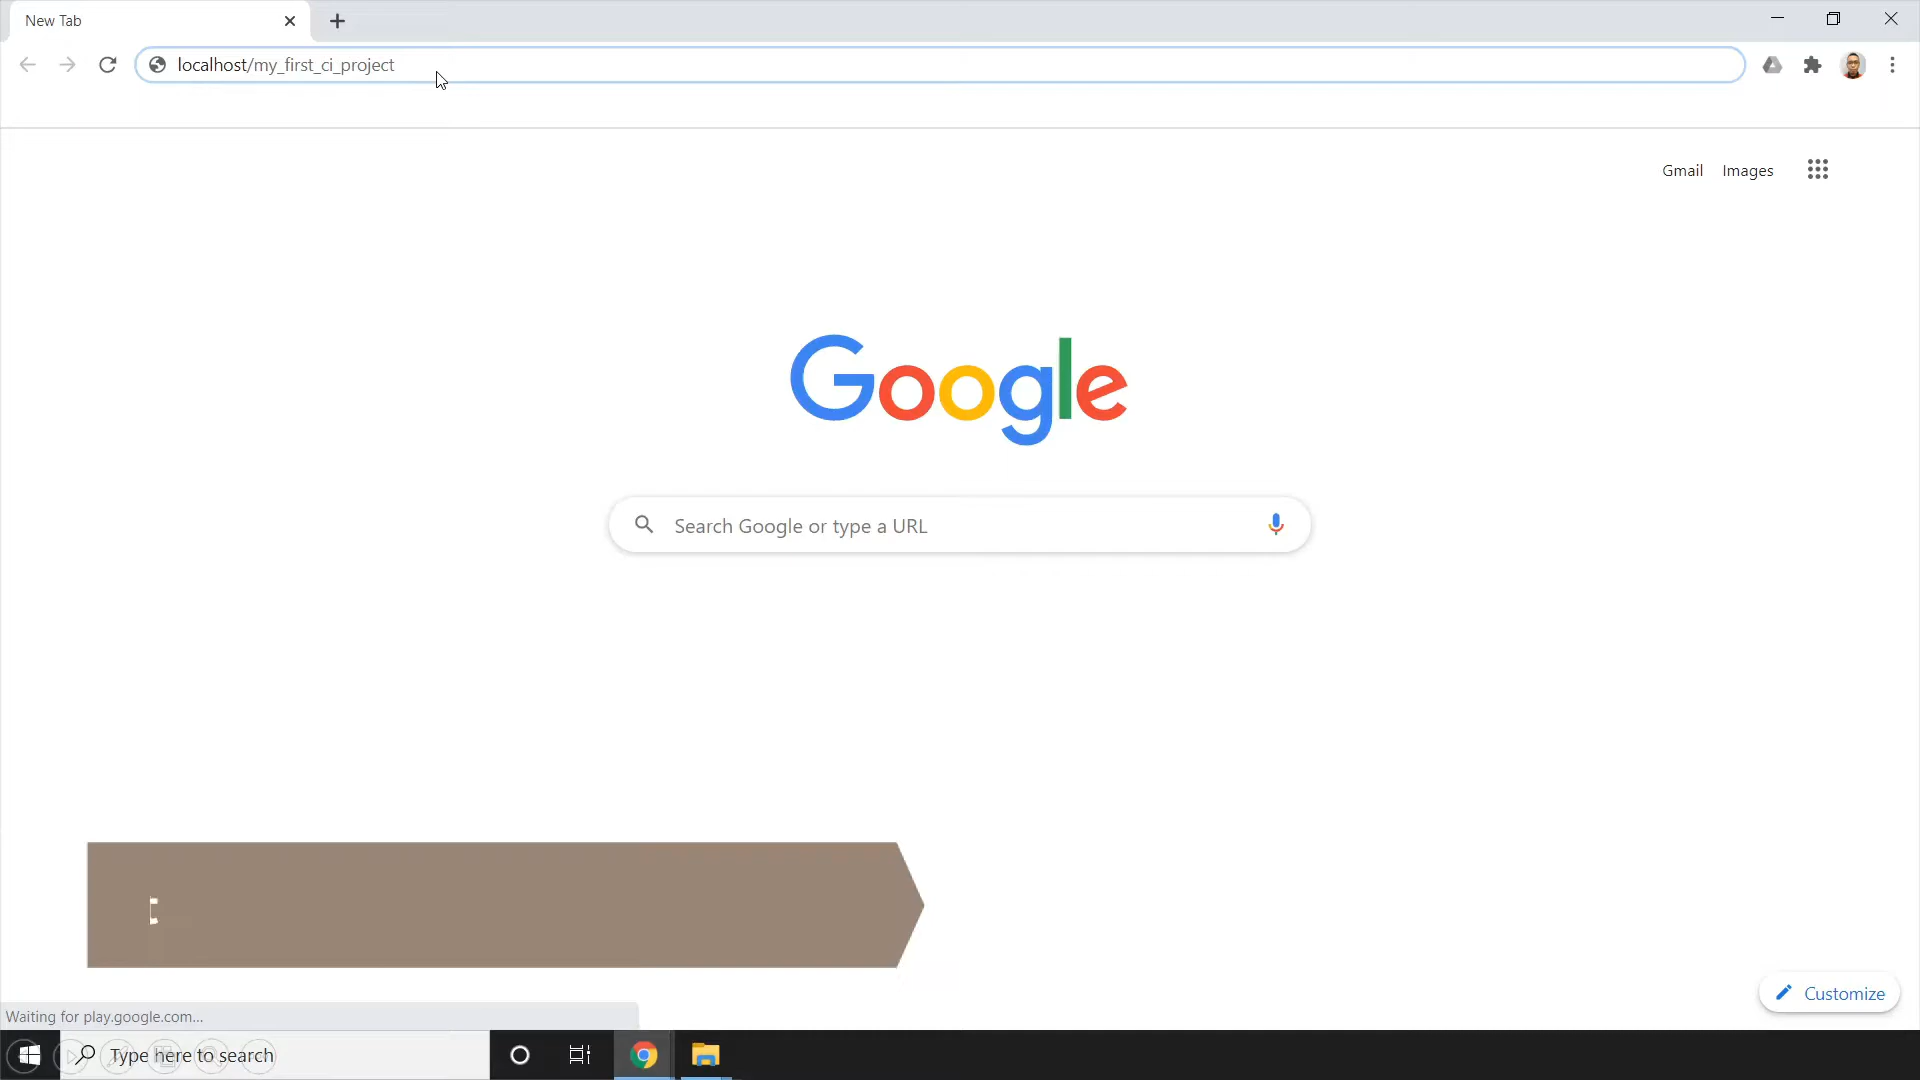 New Tab
localhost/my_first_ci_project
Gmail Images
Google
Search Google or type a URL
Customize
Waiting for play.google.com...
Type here to search